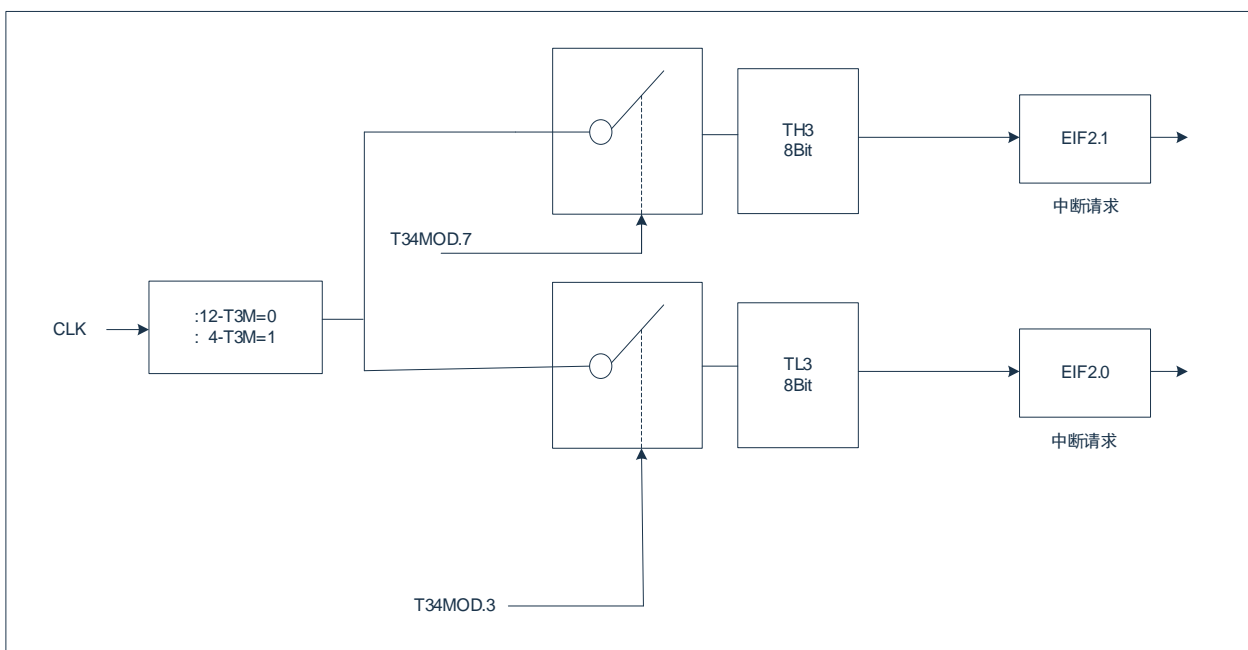 TH3
8Bit
EIF2.1
中断请求
T34MOD.7
CLK
:12-T3M=0
: 4-T3M=1
TL3
8Bit
EIF2.0
中断请求
T34MOD.3